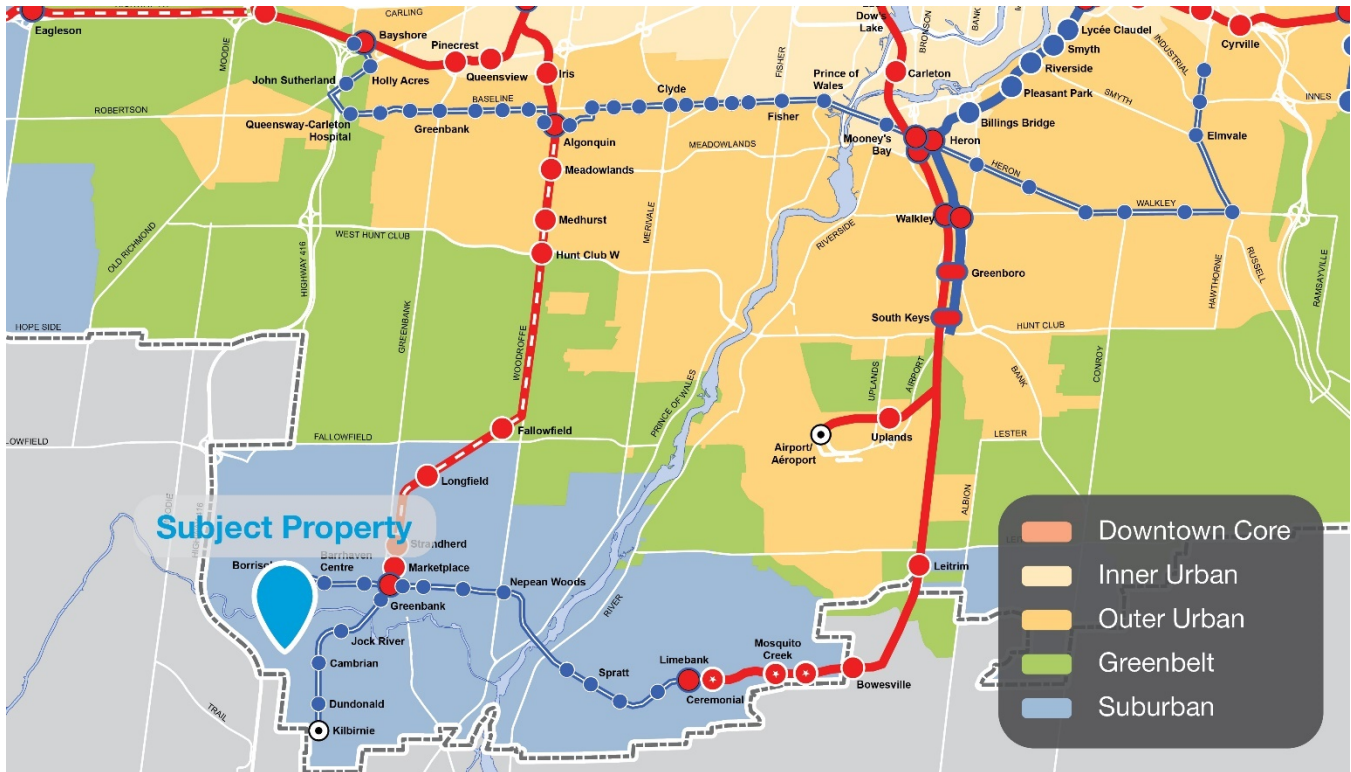 CARLING
Eagleson
MOODIE
Bayshore
Pinecrest
Queensview
John Sutherland
Holly Acres
Iris
ROBERTSON
BASELINE
Queensway-Carleton
Hospital
Greenbank
Algonquin
Clyde
FISHER
Fisher
Prince of
Wales
Dow's
Lake
BRONSON
BANK
Carleton
Lycée Claudel
Smyth
Riverside
Pleasant Park
SMYTH
INDUSTRIAL
Cyrville
INNES
Billings Bridge
Elmvale
Mooney's
Bay
Heron
HERON
MEADOWLANDS
Meadowlands
Medhurst
Hunt Club W
WEST HUNT CLUB
OLD RICHMOND
HIGHWAY 416
GREENBANK
WOODROFFE
MERIVALE
RIVERSIDE
Walkley
WALKLEY
Greenboro
South Keys
HUNT CLUB
HAWTHORNE
RUSSELL
RAMSAYVILLE
HOPE SIDE
PRINCE OF WALES
UPLANDS
AIRPORT
BANK
CONROY
LOWFIELD
FALLOWFIELD
Fallowfield
Airport/
Aéroport
Uplands
LESTER
Longfield
ALBION
Subject Property
Strandherd
Barrhaven
Centre
Marketplace
Nepean Woods
Greenbank
RIVER
Leitrim
Jock River
Cambrian
Dundonald
Kilbirnie
TRAIL
Spratt
Limebank
Ceremonial
Mosquito
Creek
Bowesville
Downtown Core
Inner Urban
Outer Urban
Greenbelt
Suburban